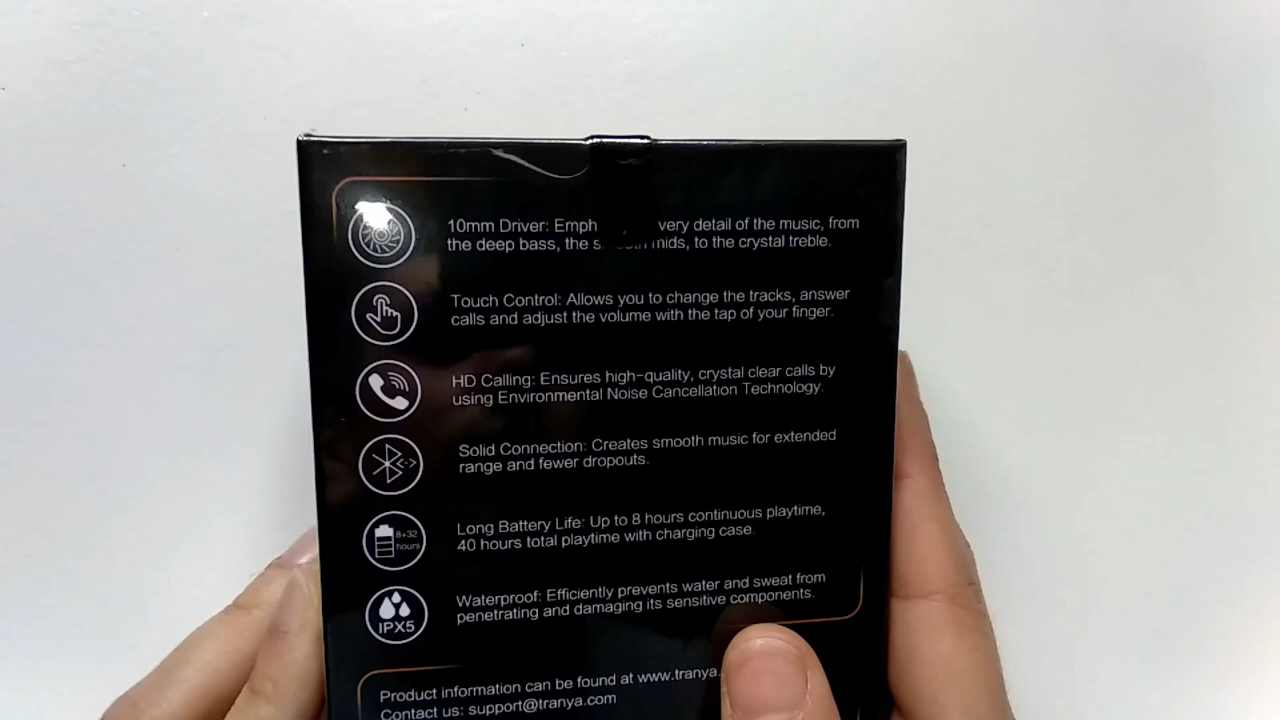 10mm Driver: Emph very detail of the music, from
the deep bass, the mids, to the crystal treble.
Touch Control: Allows you to change the tracks, answer
calls and adjust the volume with the tap of your finger.
HD Calling: Ensures high-quality, crystal clear calls by
using Environmental Noise Cancellation Technology.
Solid Connection: Creates smooth music for extended
range and fewer dropouts.
8+32
hours
Long Battery Life: Up to 8 hours continuous playtime,
40 hours total playtime with charging case.
IPX5
Waterproof: Efficiently prevents water and sweat from
penetrating and damaging its sensitive components.
Product information can be found at www.tranya.
Contact us: support@tranya.com